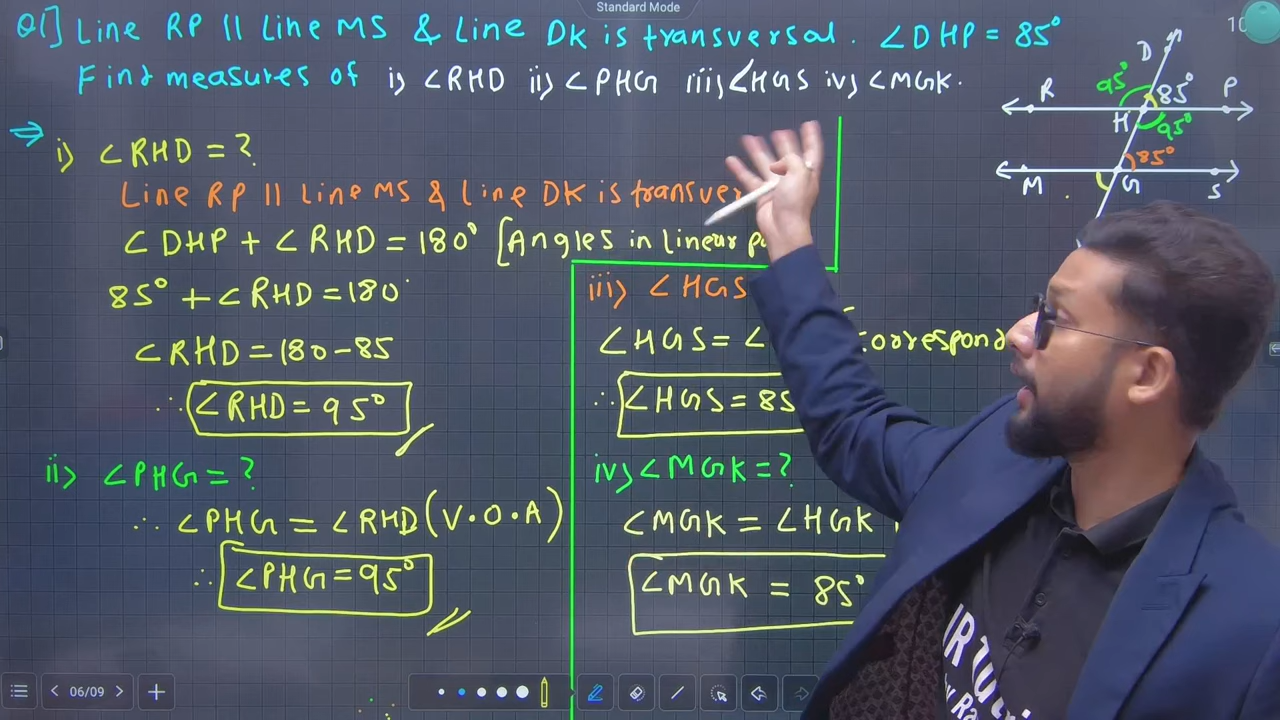 Standard Mode
Q1] Line RP || Line MS & Line DK is transversal. ∠DHP = 85°
Find measures of i) ∠RHD ii) ∠PHG iii) ∠HGS iv) ∠MGK.
⇒ i) ∠RHD = ?
Line RP || Line MS & Line DK is
∠DHP + ∠RHD = 180° [Angles in linear
85° + ∠RHD = 180°
∠RHD = 180 - 85
∴ ∠RHD = 95°
ii) ∠PHG = ?
∴ ∠PHG = ∠RHD (V.O.A)
∴ ∠PHG = 95°
iii) ∠HGS
∠HGS = ∠
∴ ∠HGS = 85
iv) ∠MGK = ?
∠MGK = ∠HGK
∠MGK = 85°
10
D
95° 85°
R P
H 95°
85°
M G S
06/09